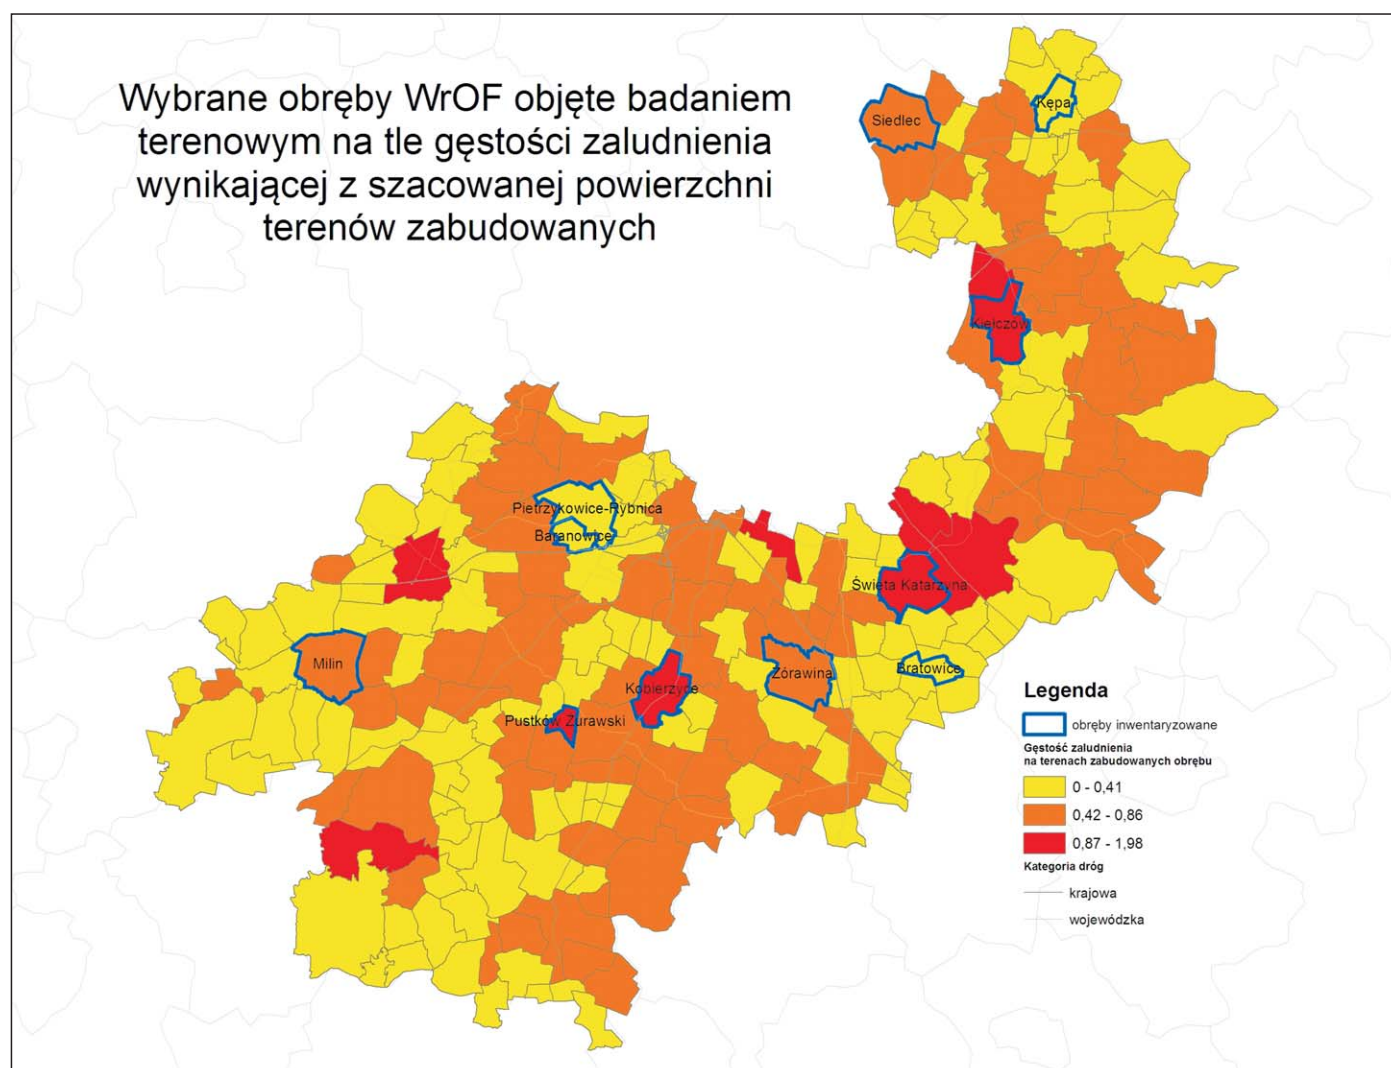 Wybrane obręby WrOF objęte badaniem
terenowym na tle gęstości zaludnienia
wynikającej z szacowanej powierzchni
terenów zabudowanych
Kępa
Siedlec
Kiełczów
Pietrzykowice-Rybnica
Baranowice
Święta Katarzyna
Milin
Żórawina
Bratowice
Kobierzyce
Pustków Żurawski
Legenda
obręby inwentaryzowane
Gęstość zaludnienia
na terenach zabudowanych obrębu
0 - 0,41
0,42 - 0,86
0,87 - 1,98
Kategoria dróg
krajowa
wojewódzka